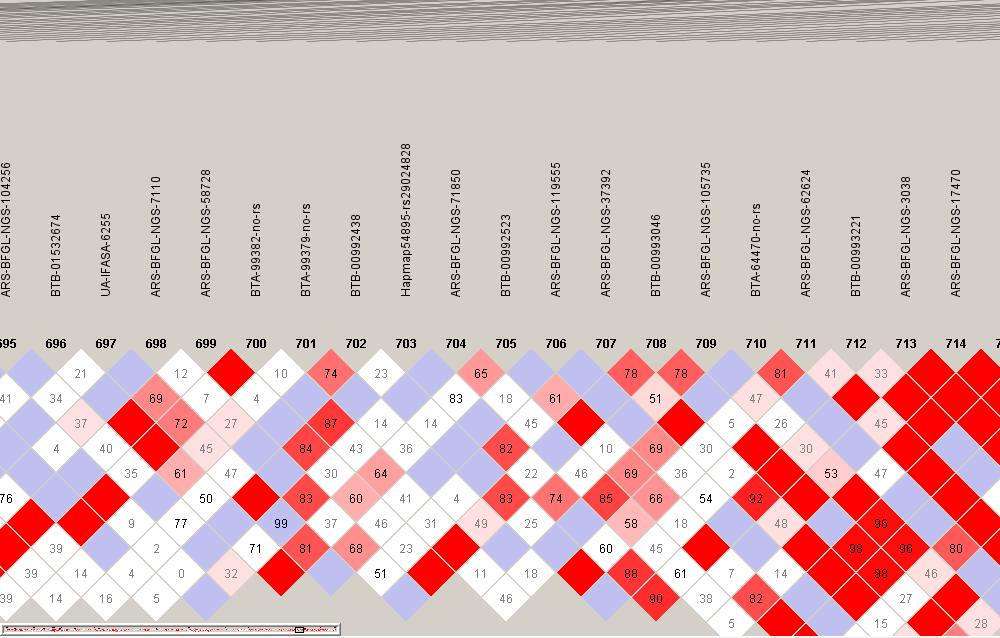 ARS-BFGL-NGS-104256
BTB-01532674
UA-IFASA-6255
ARS-BFGL-NGS-7110
ARS-BFGL-NGS-58728
BTA-99382-no-rs
BTA-99379-no-rs
BTB-00992438
Hapmap54895-rs29024828
ARS-BFGL-NGS-71850
BTB-00992523
ARS-BFGL-NGS-119555
ARS-BFGL-NGS-37392
BTB-00993046
ARS-BFGL-NGS-105735
BTA-64470-no-rs
ARS-BFGL-NGS-62624
BTB-00993221
ARS-BFGL-NGS-3038
ARS-BFGL-NGS-17470
695 696 697 698 699 700 701 702 703 704 705 706 707 708 709 710 711 712 713 714 7
21 12 10 74 23 65 78 78 81 41 33
41 34 69 7 4 83 18 61 51 47
37 72 27 87 14 14 45 5 26 45
4 40 45 84 43 36 82 10 69 30 30
35 61 47 30 64 22 46 69 36 2 53 47
76 50 83 60 41 4 83 74 85 66 54 92
9 77 99 37 46 31 49 25 58 18 48 96
39 2 71 81 68 23 60 45 98 96 80
39 14 4 0 32 51 11 18 88 61 7 14 98 46
39 14 16 5 46 90 38 82 27
5 15 28